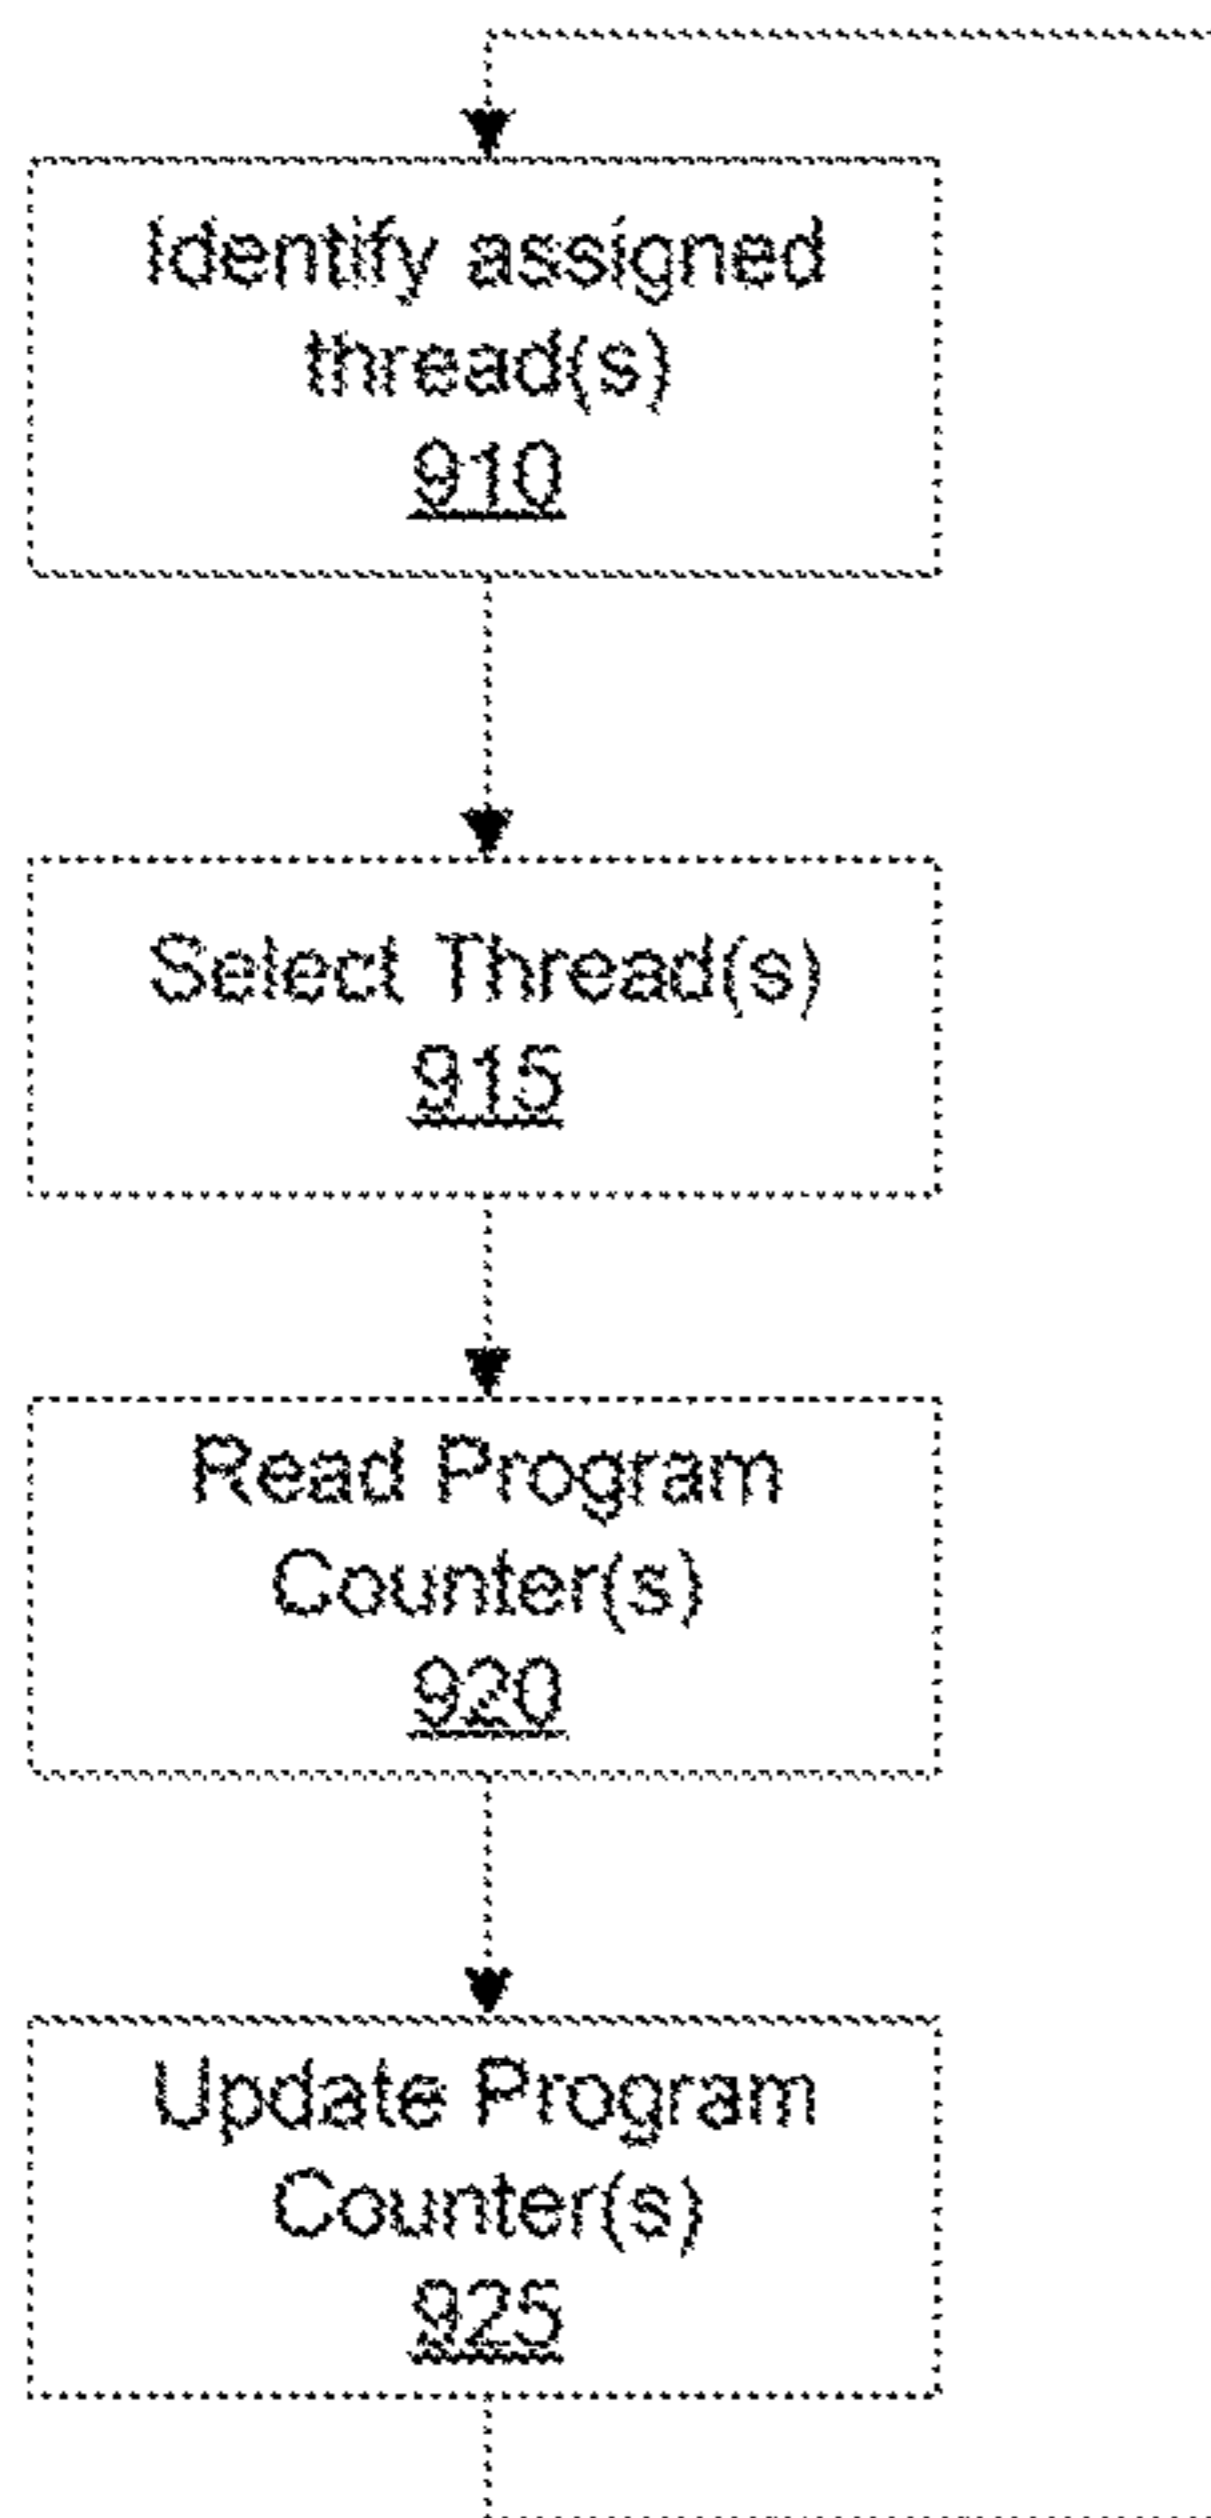 Identify assigned
thread(s)
910
Select Thread(s)
915
Read Program
Counter(s)
920
Update Program
Counter(s)
925